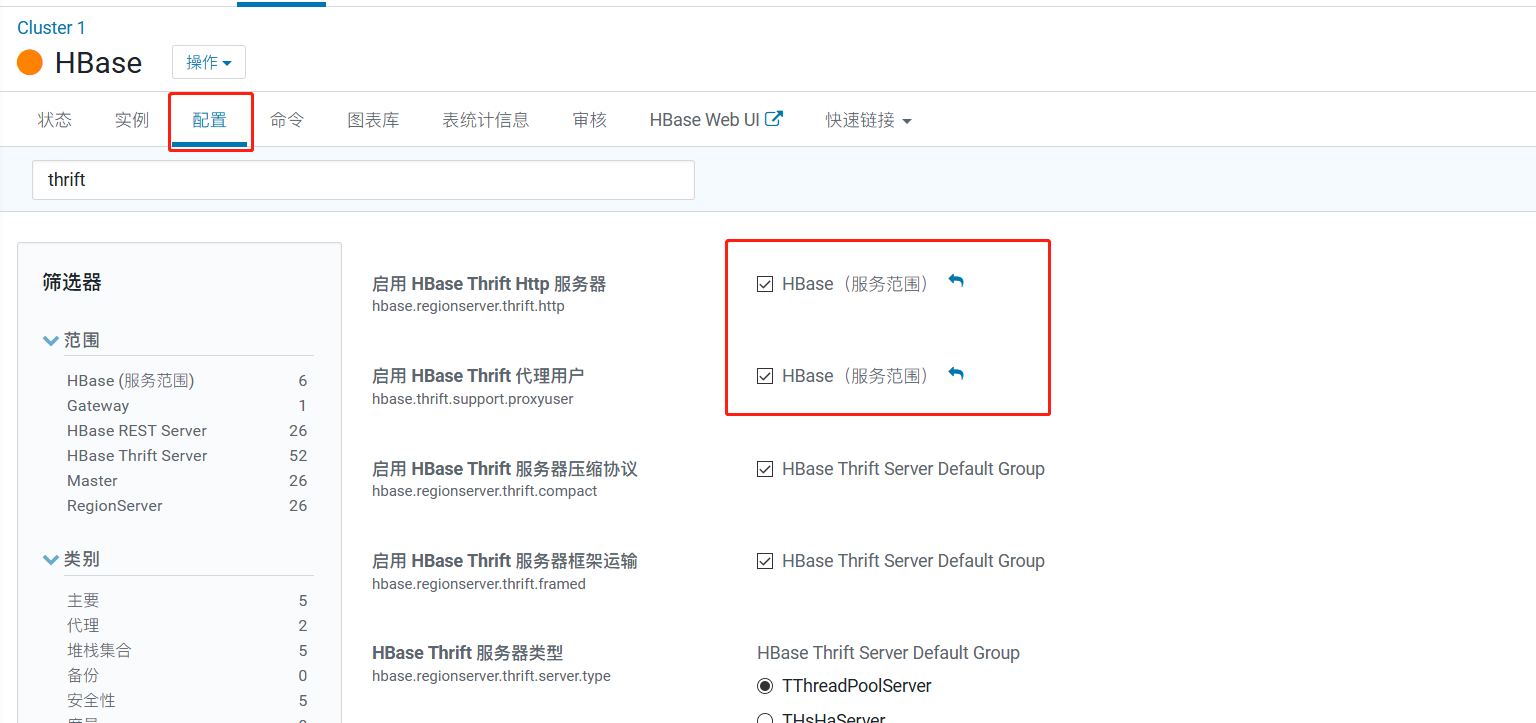 Cluster 1
HBase 操作
状态 实例 配置 命令 图表库 表统计信息 审核 HBase Web UI 快速链接
thrift
筛选器
范围
HBase (服务范围) 6
Gateway 1
HBase REST Server 26
HBase Thrift Server 52
Master 26
RegionServer 26
类别
主要 5
代理 2
堆栈集合 5
备份 0
安全性 5
启用 HBase Thrift Http 服务器 HBase（服务范围）
hbase.regionserver.thrift.http
启用 HBase Thrift 代理用户 HBase（服务范围）
hbase.thrift.support.proxyuser
启用 HBase Thrift 服务器压缩协议 HBase Thrift Server Default Group
hbase.regionserver.thrift.compact
启用 HBase Thrift 服务器框架运输 HBase Thrift Server Default Group
hbase.regionserver.thrift.framed
HBase Thrift 服务器类型 HBase Thrift Server Default Group
hbase.regionserver.thrift.server.type
TThreadPoolServer
THsHaServer